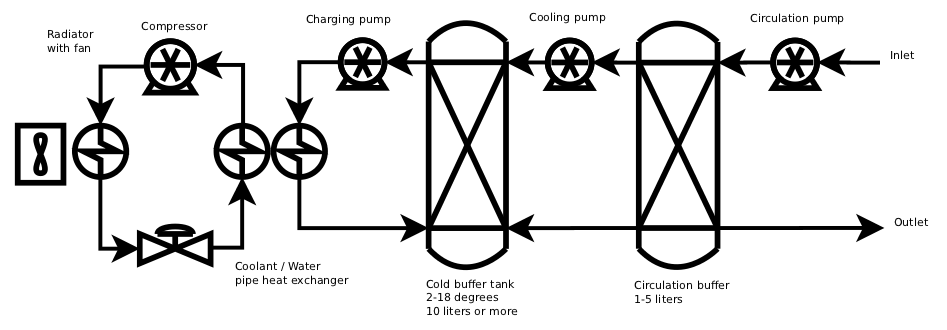 Radiator
with fan
Compressor
Charging pump
Cooling pump
Circulation pump
Inlet
Outlet
Coolant / Water
pipe heat exchanger
Cold buffer tank
2-18 degrees
10 liters or more
Circulation buffer
1-5 liters